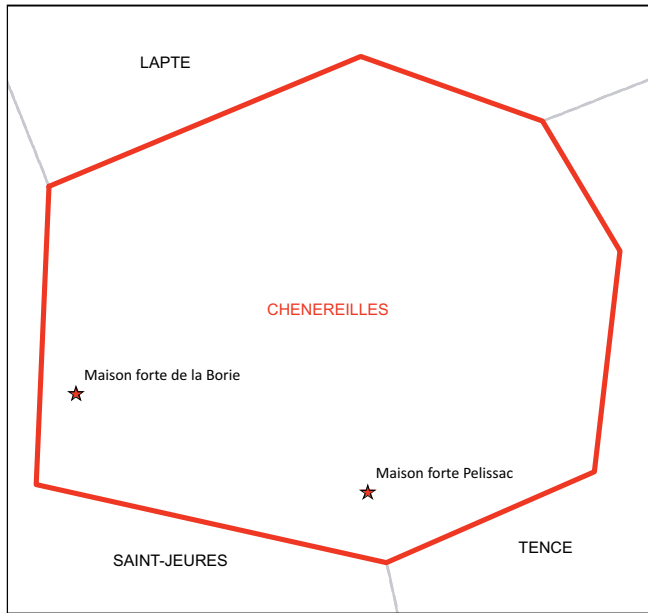 LAPTE
CHENEREILLES
Maison forte de la Borie
Maison forte Pelissac
TENCE
SAINT-JEURES